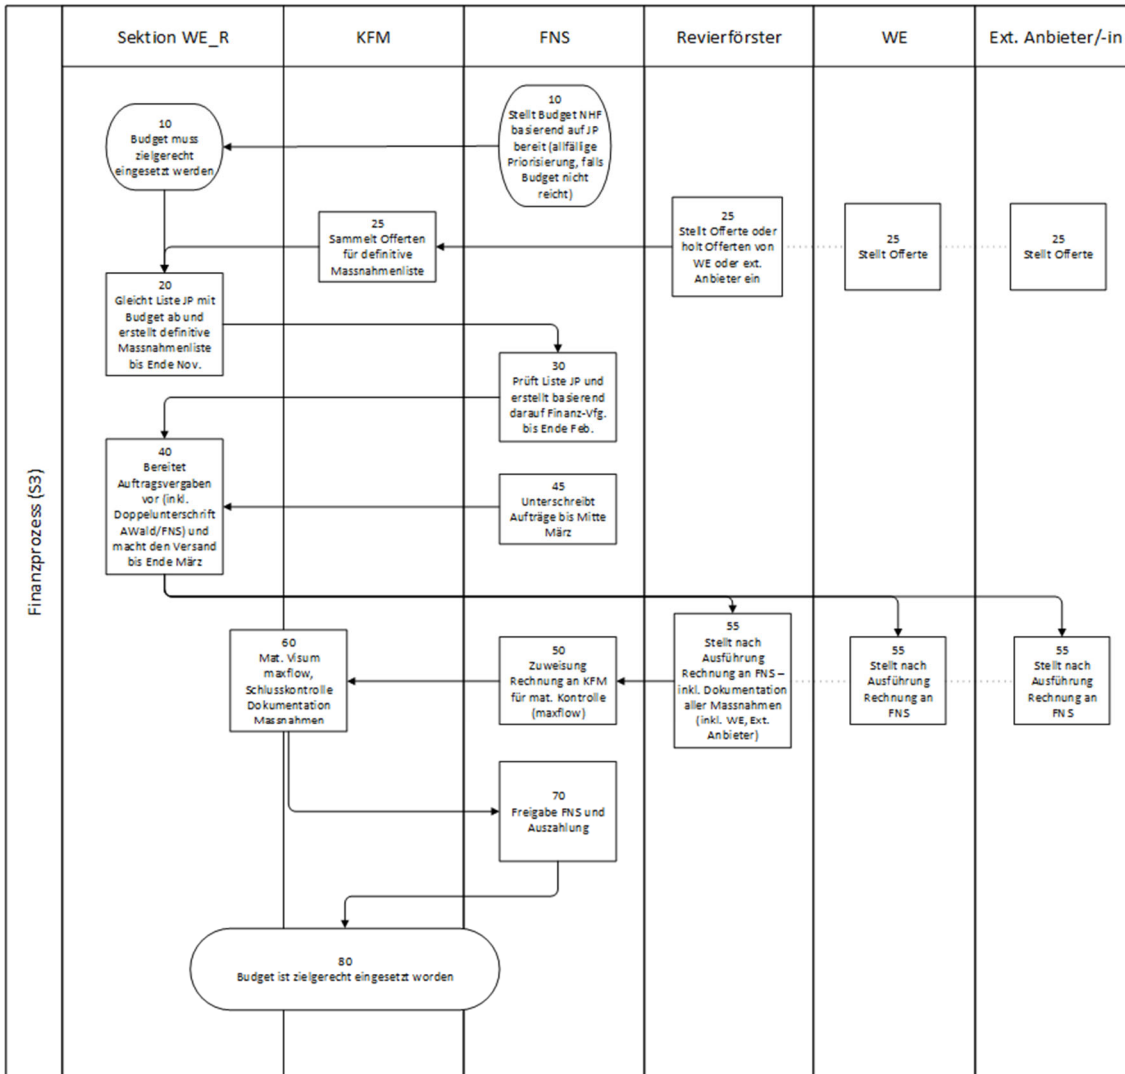 Sektion WE_R
KFM
FNS
Revierförster
WE
Ext. Anbieter/-in
Finanzprozess (S3)
10
Budget muss
zielgerecht
eingesetzt werden
10
Stellt Budget NHF
basierend auf JP
bereit (allfällige
Priorisierung, falls
Budget nicht
reicht)
25
Sammelt Offerten
für definitive
Massnahmenliste
25
Stellt Offerte oder
holt Offerten von
WE oder ext.
Anbieter ein
25
Stellt Offerte
25
Stellt Offerte
20
Gleicht Liste JP mit
Budget ab und
erstellt definitive
Massnahmenliste
bis Ende Nov.
30
Prüft Liste JP und
erstellt basierend
darauf Finanz-Vfg.
bis Ende Feb.
40
Bereitet
Auftragsvergaben
vor (inkl.
Doppelunterschrift
AWald/FNS) und
macht den Versand
bis Ende März
45
Unterschreibt
Aufträge bis Mitte
März
60
Mat. Visum
maxflow,
Schlusskontrolle
Dokumentation
Massnahmen
50
Zuweisung
Rechnung an KFM
für mat. Kontrolle
(maxflow)
55
Stellt nach
Ausführung
Rechnung an FNS –
inkl. Dokumentation
aller Massnahmen
(inkl. WE, Ext.
Anbieter)
55
Stellt nach
Ausführung
Rechnung an
FNS
55
Stellt nach
Ausführung
Rechnung an
FNS
70
Freigabe FNS und
Auszahlung
80
Budget ist zielgerecht eingesetzt worden